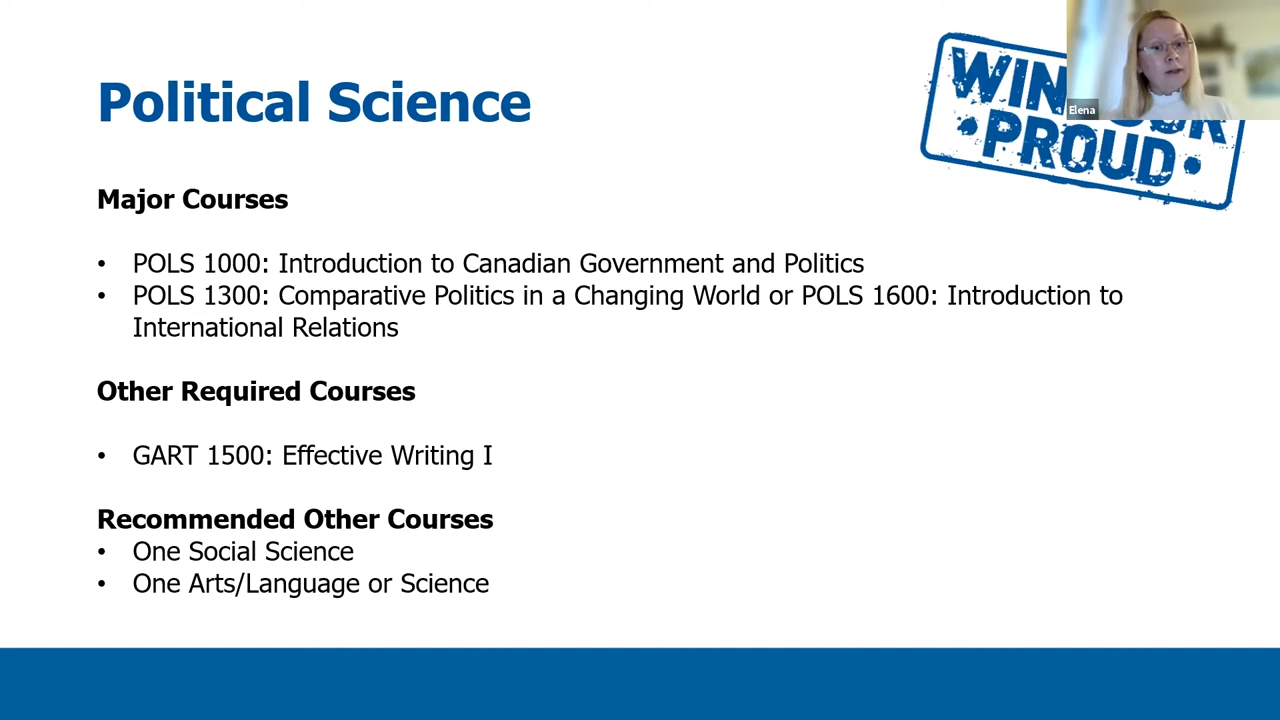 Political Science
WIN
PROUD
Elena
Major Courses
• POLS 1000: Introduction to Canadian Government and Politics
• POLS 1300: Comparative Politics in a Changing World or POLS 1600: Introduction to
International Relations
Other Required Courses
• GART 1500: Effective Writing I
Recommended Other Courses
• One Social Science
• One Arts/Language or Science